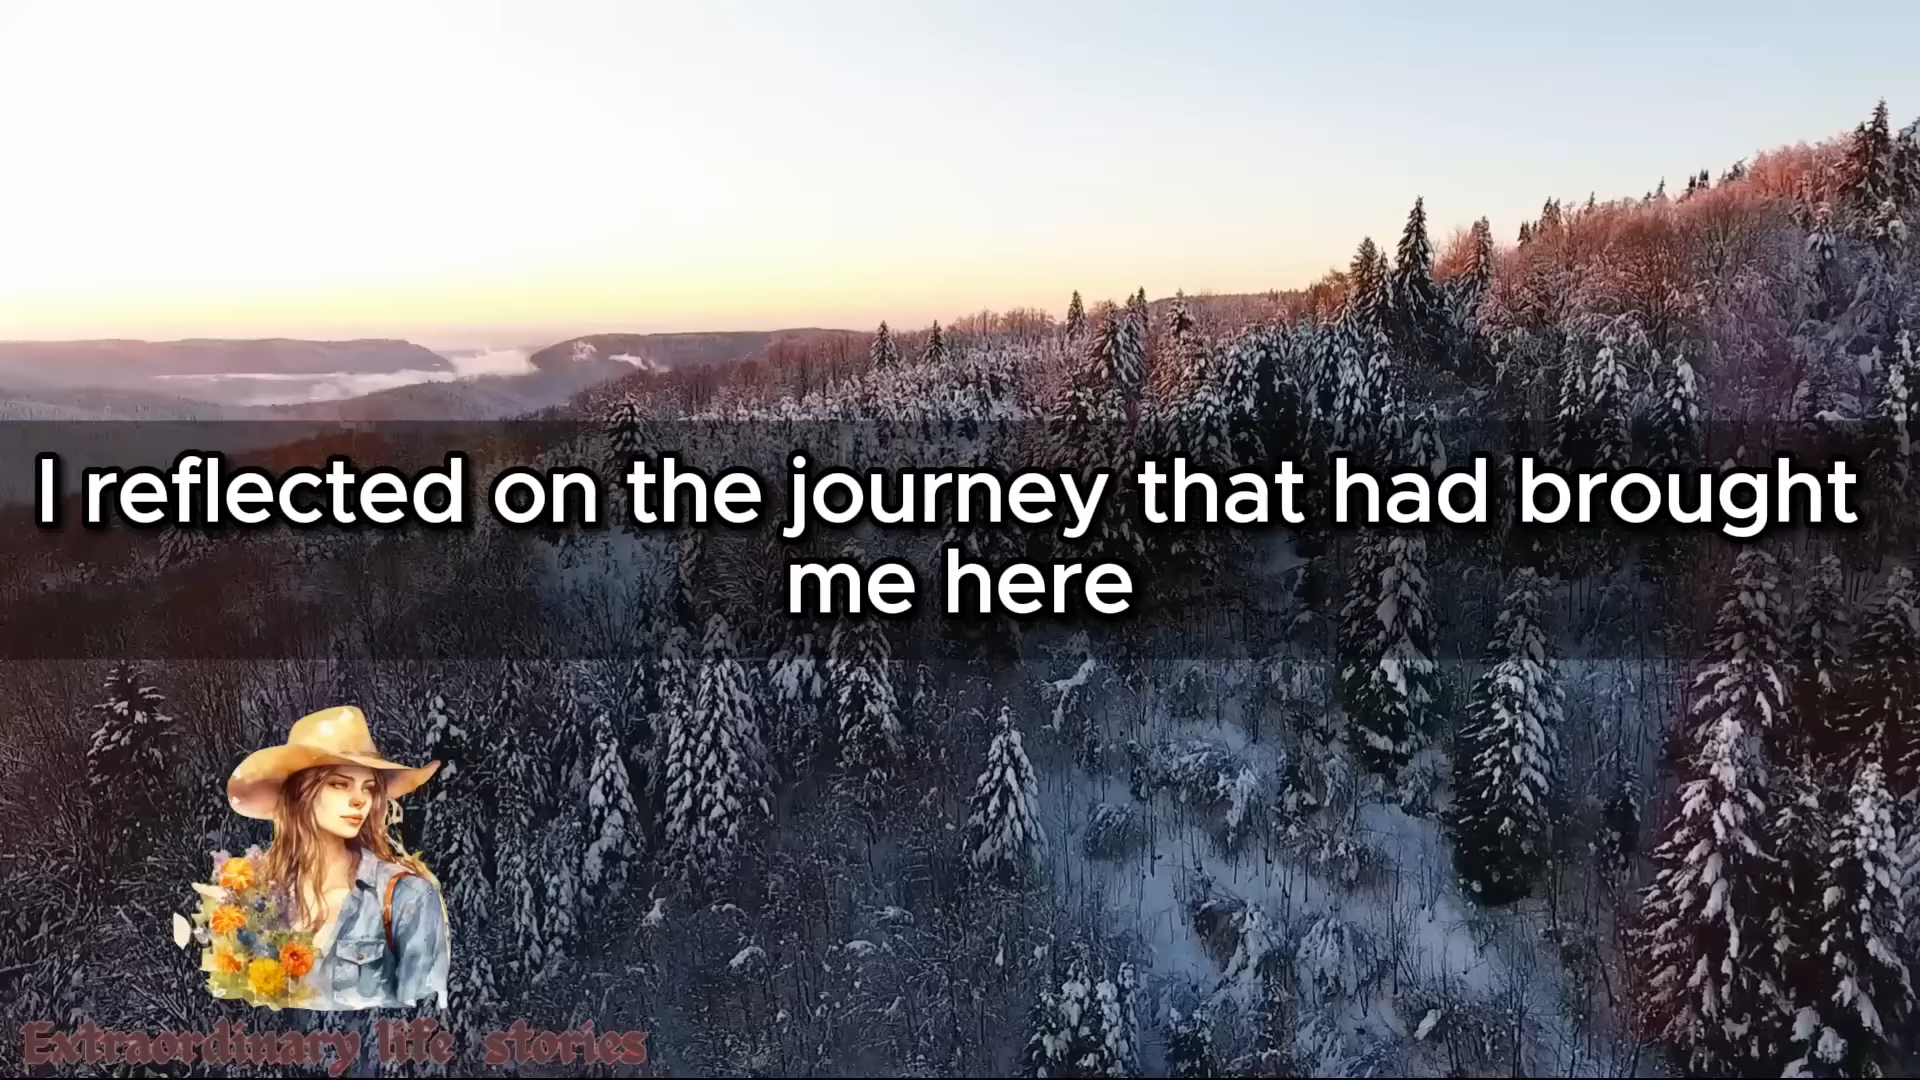 I reflected on the journey that had brought
me here
Extraordinary life stories